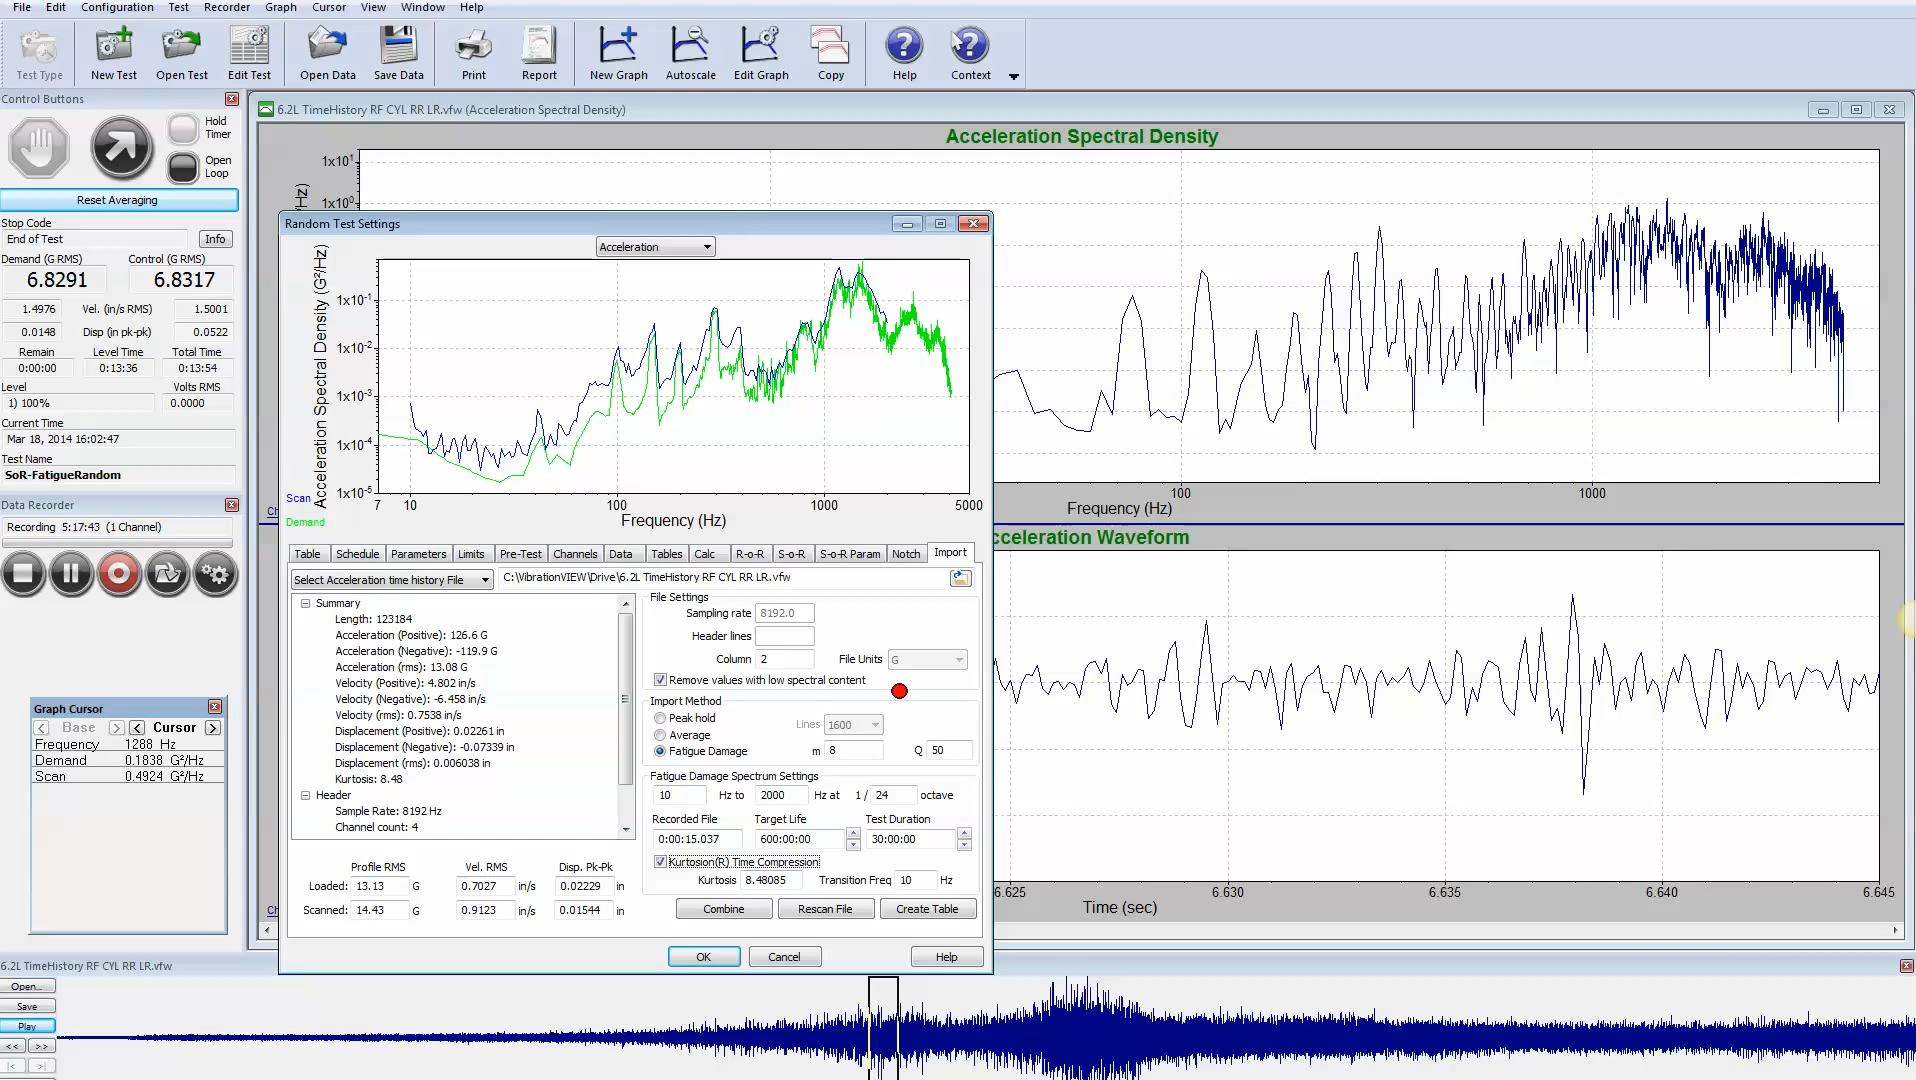 File Edit Configuration Test Recorder Graph Cursor View Window Help
Test Type New Test Open Test Edit Test Open Data Save Data Print Report New Graph Autoscale Edit Graph Copy Help Context
Control Buttons
Hold Timer
Open Loop
Reset Averaging
Stop Code
End of Test Info
Demand (G RMS) Control (G RMS)
6.8291 6.8317
1.4976 Vel. (in/s RMS) 1.5001
0.0148 Disp (in pk-pk) 0.0522
Remain Level Time Total Time
0:00:00 0:13:36 0:13:54
Level Volts RMS
1) 100% 0.0000
Current Time
Mar 18, 2014 16:02:47
Test Name
SoR-FatigueRandom
Data Recorder
Recording 5:17:43 (1 Channel)
Graph Cursor
Base Cursor
Frequency 1288 Hz
Demand 0.1838 G²/Hz
Scan 0.4924 G²/Hz
6.2L TimeHistory RF CYL RR LR.vfw (Acceleration Spectral Density)
Acceleration Spectral Density
1x10¹
1x10⁰
/Hz)
100 1000
Frequency (Hz)
cceleration Waveform
6.625 6.630 6.635 6.640 6.645
Time (sec)
Ch
Ch
Random Test Settings
Acceleration
Acceleration Spectral Density (G²/Hz)
1x10⁻¹
1x10⁻²
1x10⁻³
1x10⁻⁴
1x10⁻⁵
7 10 100 1000 5000
Frequency (Hz)
Scan
Demand
Table Schedule Parameters Limits Pre-Test Channels Data Tables Calc R-o-R S-o-R S-o-R Param Notch Import
Select Acceleration time history File C:\VibrationVIEW\Drive\6.2L TimeHistory RF CYL RR LR.vfw
Summary
Length: 123184
Acceleration (Positive): 126.6 G
Acceleration (Negative): -119.9 G
Acceleration (rms): 13.08 G
Velocity (Positive): 4.802 in/s
Velocity (Negative): -6.458 in/s
Velocity (rms): 0.7538 in/s
Displacement (Positive): 0.02261 in
Displacement (Negative): -0.07339 in
Displacement (rms): 0.006038 in
Kurtosis: 8.48
Header
Sample Rate: 8192 Hz
Channel count: 4
Profile RMS Vel. RMS Disp. Pk-Pk
Loaded: 13.13 G 0.7027 in/s 0.02229 in
Scanned: 14.43 G 0.9123 in/s 0.01544 in
File Settings
Sampling rate 8192.0
Header lines
Column 2 File Units G
Remove values with low spectral content
Import Method
Peak hold Lines 1600
Average
Fatigue Damage m 8 Q 50
Fatigue Damage Spectrum Settings
10 Hz to 2000 Hz at 1 / 24 octave
Recorded File Target Life Test Duration
0:00:15.037 600:00:00 30:00:00
Kurtosion(R) Time Compression
Kurtosis 8.48085 Transition Freq 10 Hz
Combine Rescan File Create Table
OK Cancel Help
6.2L TimeHistory RF CYL RR LR.vfw
Open...
Save
Play
<< >>
|< >|